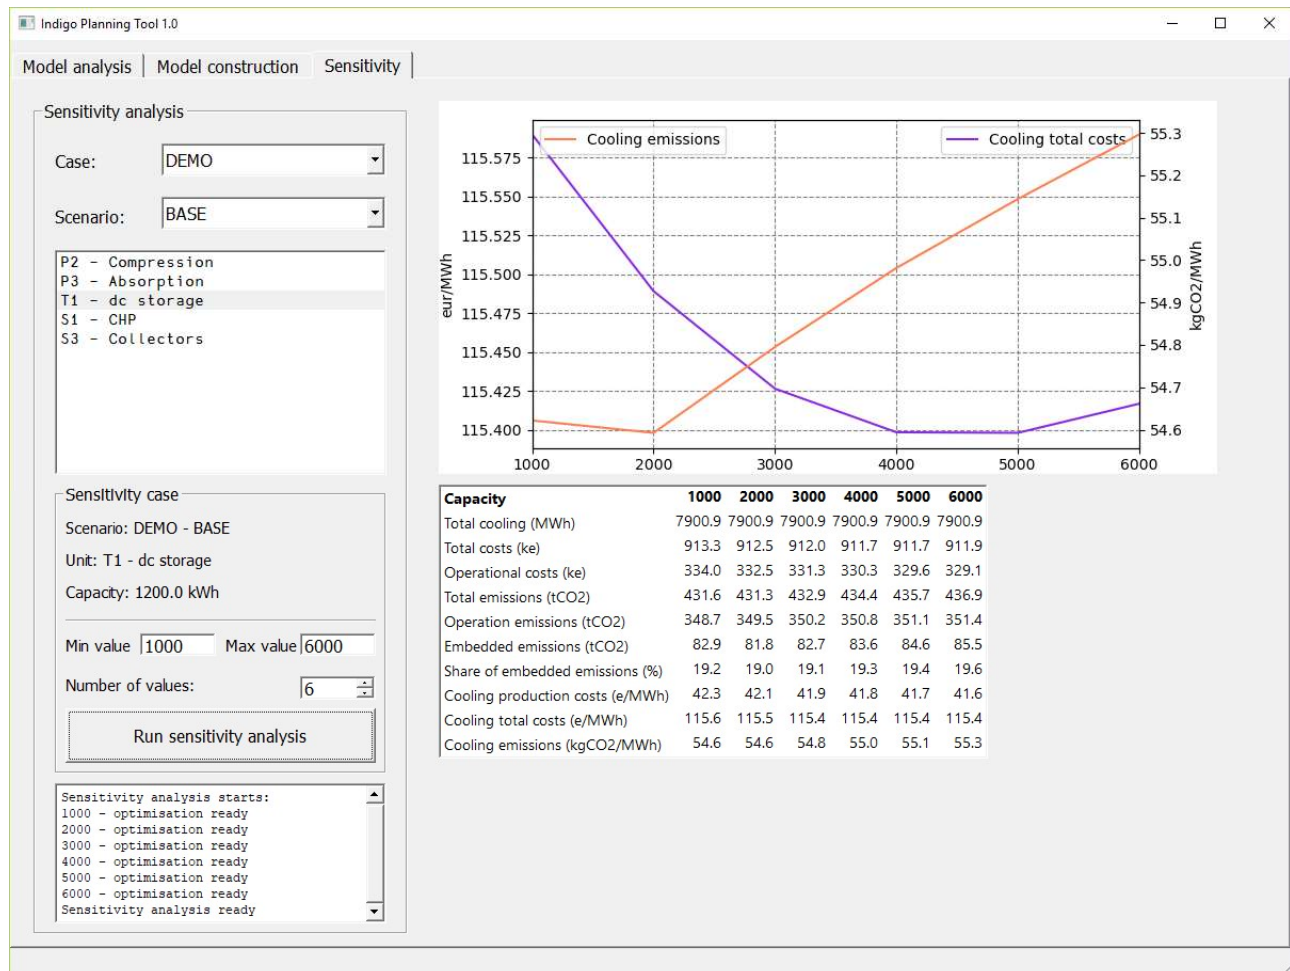 Indigo Planning Tool 1.0
Model analysis Model construction Sensitivity
Sensitivity analysis
Case: DEMO
Scenario: BASE
P2 - Compression
P3 - Absorption
T1 - dc storage
S1 - CHP
S3 - Collectors
Sensitivity case
Scenario: DEMO - BASE
Unit: T1 - dc storage
Capacity: 1200.0 kWh
Min value 1000 Max value 6000
Number of values: 6
Run sensitivity analysis
Sensitivity analysis starts:
1000 - optimisation ready
2000 - optimisation ready
3000 - optimisation ready
4000 - optimisation ready
5000 - optimisation ready
6000 - optimisation ready
Sensitivity analysis ready
Cooling emissions Cooling total costs
eur/MWh
115.575
115.550
115.525
115.500
115.475
115.450
115.425
115.400
55.3
55.2
55.1
55.0
54.9
54.8
54.7
54.6
kgCO2/MWh
1000 2000 3000 4000 5000 6000
Capacity 1000 2000 3000 4000 5000 6000
Total cooling (MWh) 7900.9 7900.9 7900.9 7900.9 7900.9 7900.9
Total costs (ke) 913.3 912.5 912.0 911.7 911.7 911.9
Operational costs (ke) 334.0 332.5 331.3 330.3 329.6 329.1
Total emissions (tCO2) 431.6 431.3 432.9 434.4 435.7 436.9
Operation emissions (tCO2) 348.7 349.5 350.2 350.8 351.1 351.4
Embedded emissions (tCO2) 82.9 81.8 82.7 83.6 84.6 85.5
Share of embedded emissions (%) 19.2 19.0 19.1 19.3 19.4 19.6
Cooling production costs (e/MWh) 42.3 42.1 41.9 41.8 41.7 41.6
Cooling total costs (e/MWh) 115.6 115.5 115.4 115.4 115.4 115.4
Cooling emissions (kgCO2/MWh) 54.6 54.6 54.8 55.0 55.1 55.3